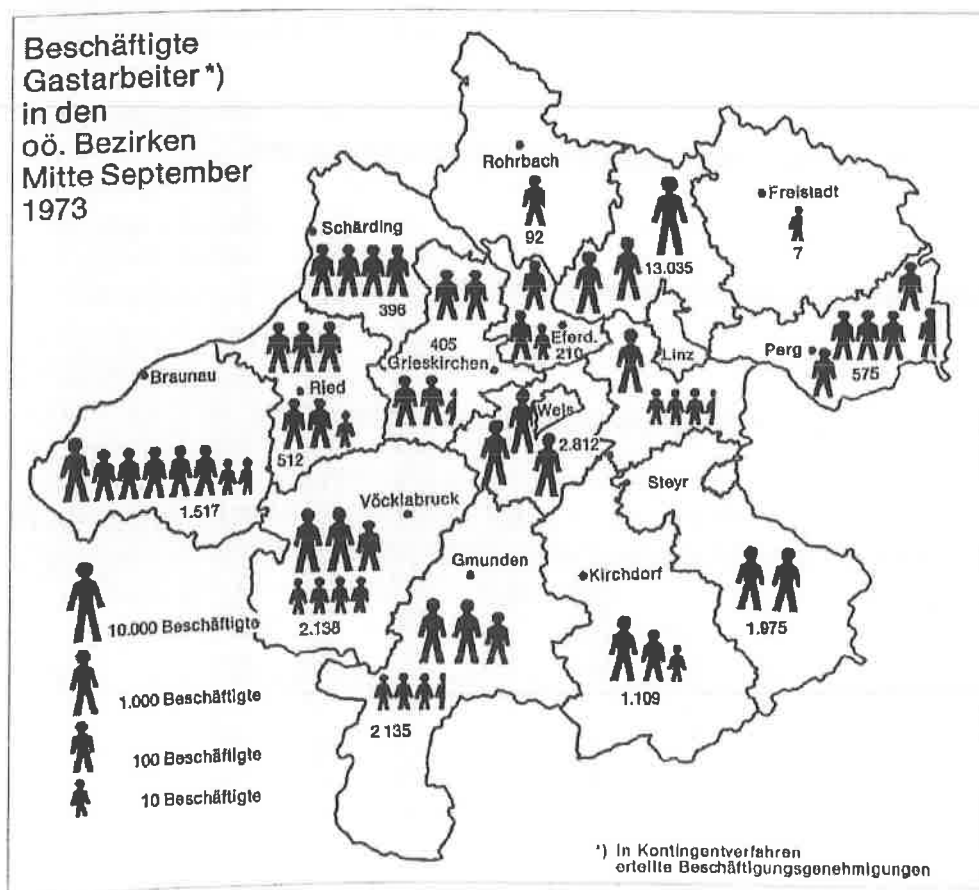 Beschäftigte
Gastarbeiter*)
in den
oö. Bezirken
Mitte September
1973
Rohrbach
92
Freistadt
7
13.035
Schärding
396
405
Grieskirchen
Eferd.
210
Linz
Perg
575
Braunau
1.517
Ried
512
Wels
2.812
Steyr
Vöcklabruck
2.138
Gmunden
2 135
Kirchdorf
1.109
1.975
10.000 Beschäftigte
1.000 Beschäftigte
100 Beschäftigte
10 Beschäftigte
*) In Kontingentverfahren
erteilte Beschäftigungsgenehmigungen